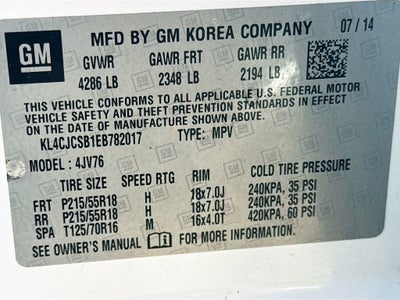 GM
MFD BY GM KOREA COMPANY 07 / 14
GVWR GAWR FRT GAWR RR
4286 LB 2348 LB 2194 LB
THIS VEHICLE CONFORMS TO ALL APPLICABLE U.S. FEDERAL MOTOR
VEHICLE SAFETY AND THEFT PREVENTION STANDARDS IN EFFECT
ON THE DATE OF MANUFACTURE SHOWN ABOVE.
KL4CJCSB1EB782017 TYPE: MPV
MODEL: 4JV76
TIRE SIZE SPEED RTG RIM COLD TIRE PRESSURE
FRT P215/55R18 H 18x7.0J 240KPA, 35 PSI
RR P215/55R18 H 18x7.0J 240KPA, 35 PSI
SPA T125/70R16 M 16x4.0T 420KPA, 60 PSI
SEE OWNER'S MANUAL FOR MORE INFORMATION